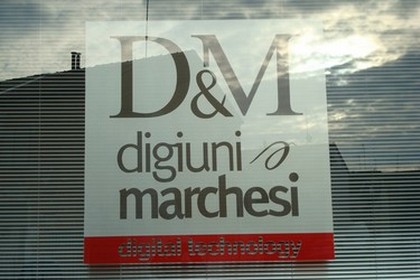 D&M
digiuni
marchesi
digital technology